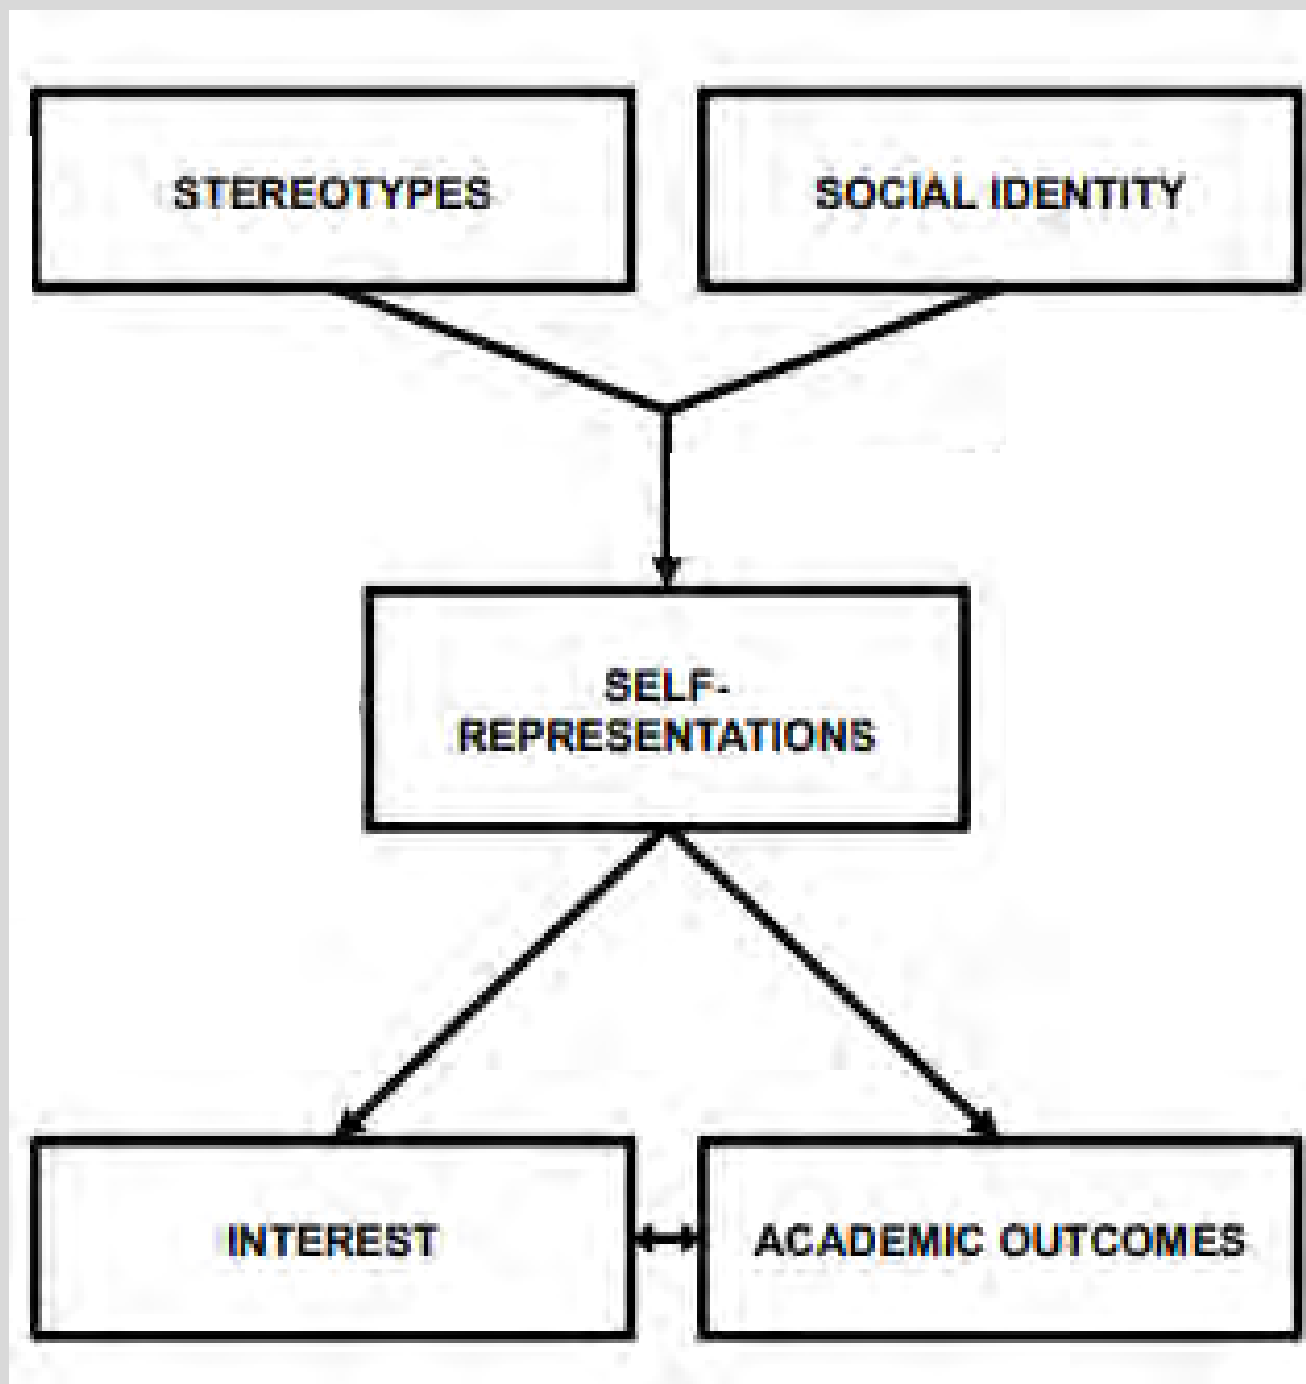 STEREOTYPES
SOCIAL IDENTITY
SELF-
REPRESENTATIONS
INTEREST
ACADEMIC OUTCOMES